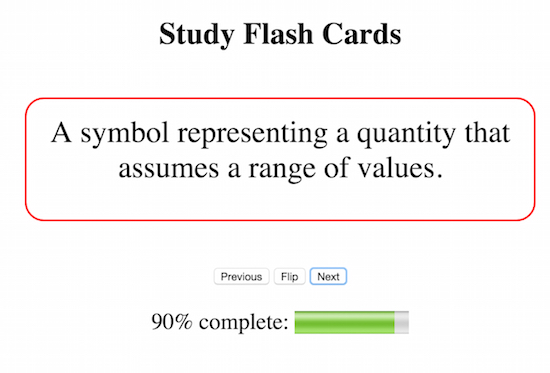 Study Flash Cards
A symbol representing a quantity that
assumes a range of values.
Previous Flip Next
90% complete: